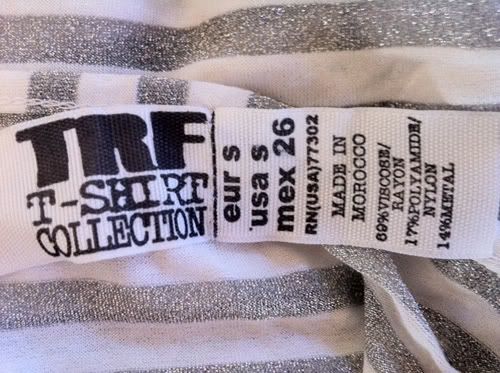 TRF
T-SHIRT
COLLECTION
eur s
usa s
mex 26
RN(USA)77302
MADE IN
MOROCCO
69%VISCOSE/
RAYON
17%POLYAMIDE/
NYLON
14%METAL